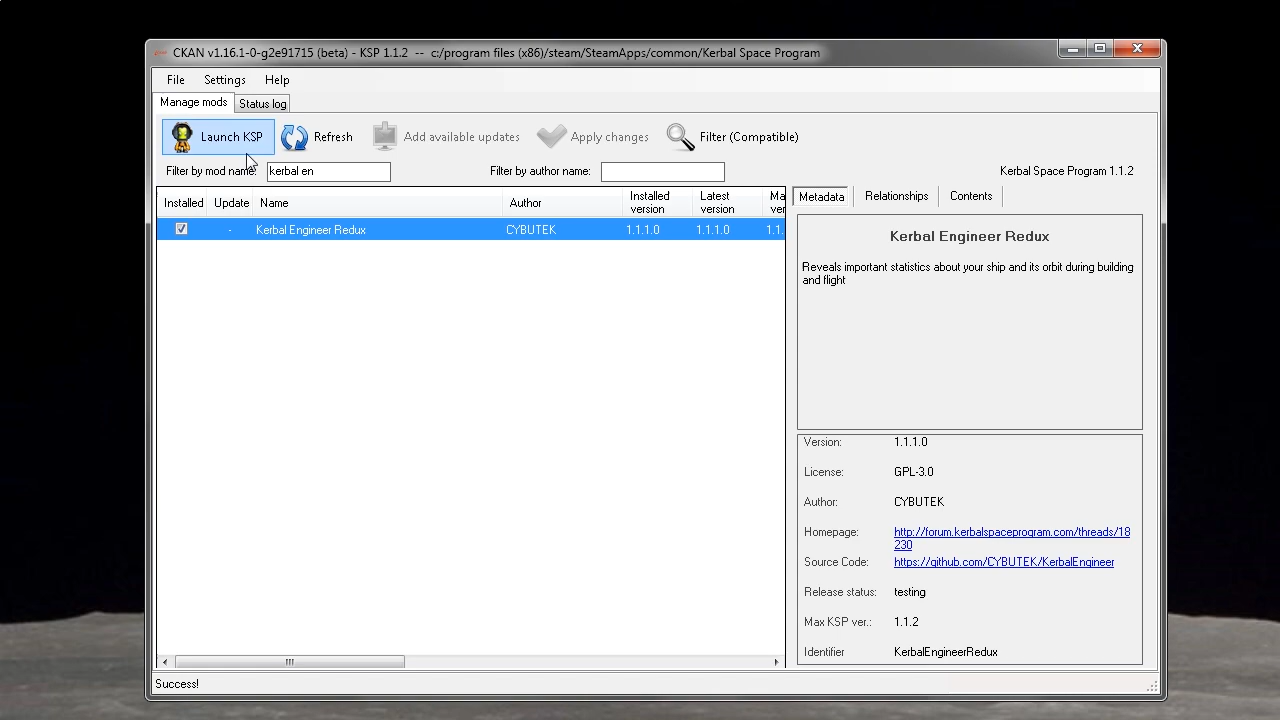 CKAN v1.16.1-0-g2e91715 (beta) - KSP 1.1.2 -- c:/program files (x86)/steam/SteamApps/common/Kerbal Space Program
File Settings Help
Manage mods Status log
Launch KSP Refresh Add available updates Apply changes Filter (Compatible)
Filter by mod name: kerbal en Filter by author name: Kerbal Space Program 1.1.2
Installed Update Name Author Installed version Latest version Ma ver
Kerbal Engineer Redux CYBUTEK 1.1.1.0 1.1.1.0 1.1.
Metadata Relationships Contents
Kerbal Engineer Redux
Reveals important statistics about your ship and its orbit during building
and flight
Version: 1.1.1.0
License: GPL-3.0
Author: CYBUTEK
Homepage: http://forum.kerbalspaceprogram.com/threads/18
230
Source Code: https://github.com/CYBUTEK/KerbalEngineer
Release status: testing
Max KSP ver.: 1.1.2
Identifier KerbalEngineerRedux
Success!